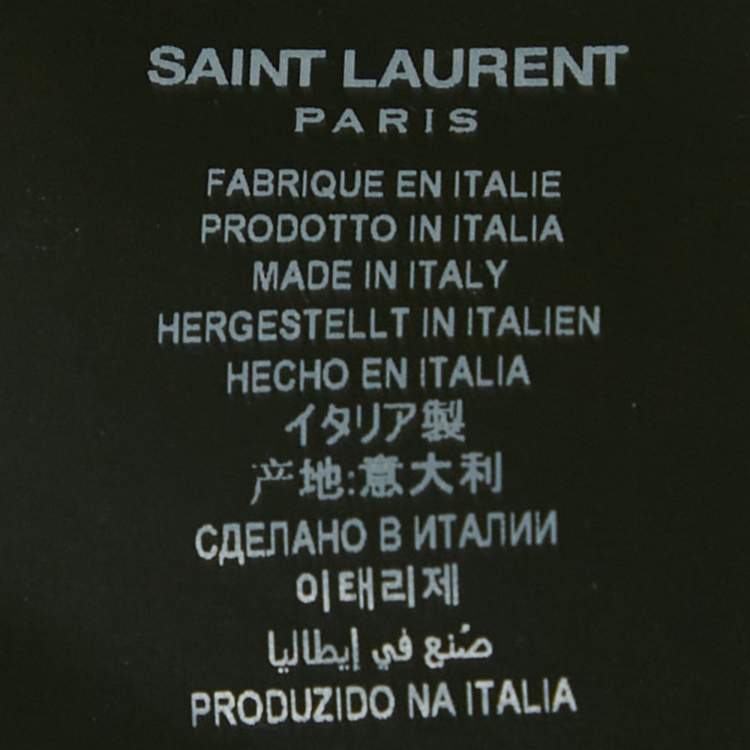 SAINT LAURENT
PARIS
FABRIQUE EN ITALIE
PRODOTTO IN ITALIA
MADE IN ITALY
HERGESTELLT IN ITALIEN
HECHO EN ITALIA
イタリア製
产地:意大利
СДЕЛАНО В ИТАЛИИ
이태리제
صُنع في إيطاليا
PRODUZIDO NA ITALIA